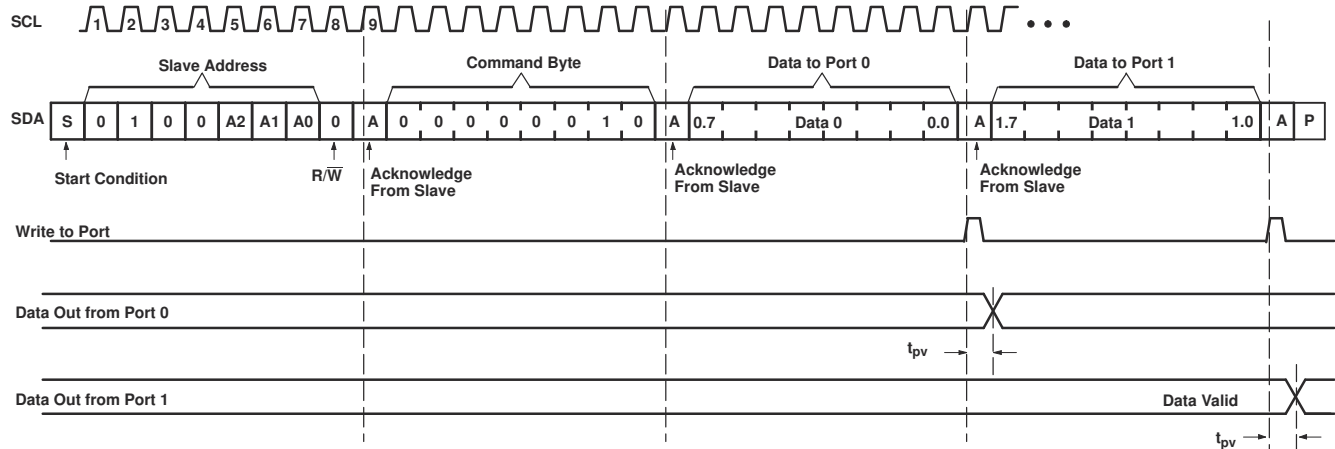 SCL 1 2 3 4 5 6 7 8 9 • • •
Slave Address Command Byte Data to Port 0 Data to Port 1
SDA S 0 1 0 0 A2 A1 A0 0 A 0 0 0 0 0 0 1 0 A 0.7 Data 0 0.0 A 1.7 Data 1 1.0 A P
Start Condition R/W̅ Acknowledge Acknowledge Acknowledge
From Slave From Slave From Slave
Write to Port
Data Out from Port 0
tpv
Data Out from Port 1 Data Valid
tpv